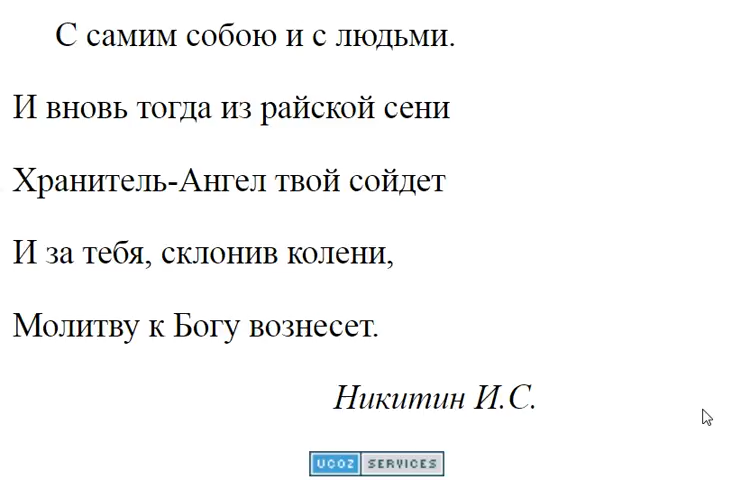 С самим собою и с людьми.
И вновь тогда из райской сени
Хранитель-Ангел твой сойдет
И за тебя, склонив колени,
Молитву к Богу вознесет.
Никитин И.С.
UCOZ SERVICES